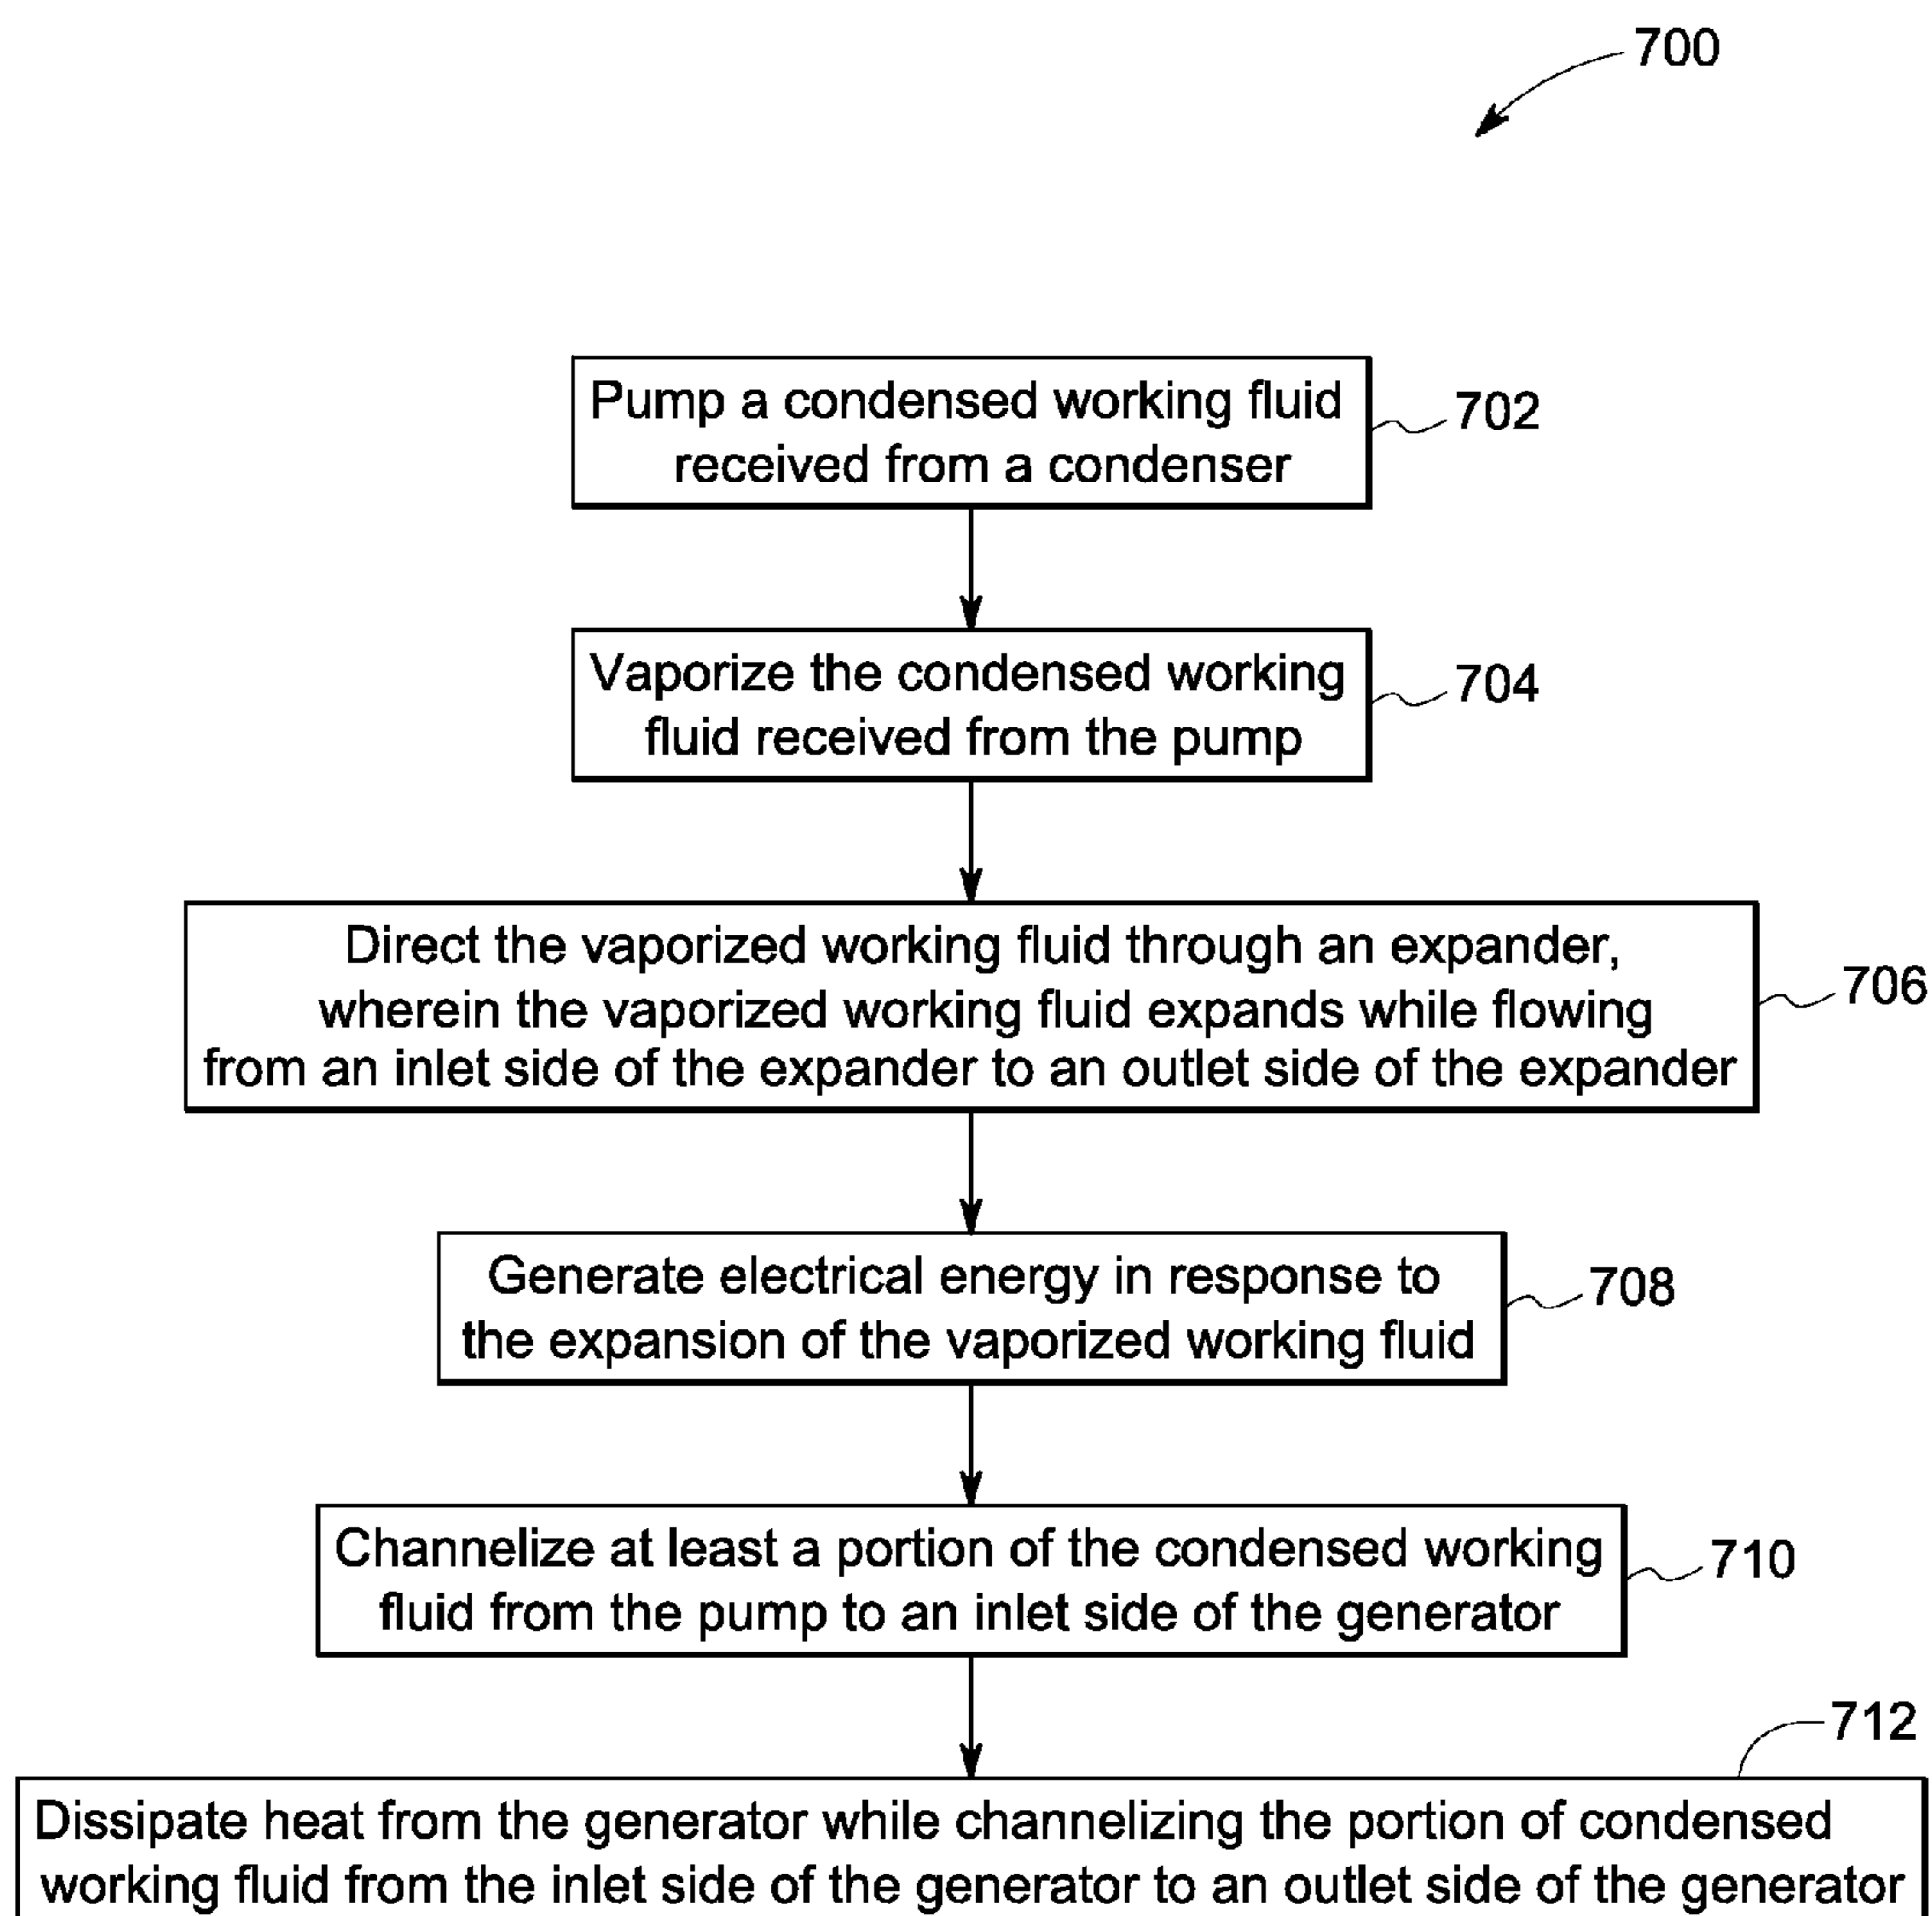 700
Pump a condensed working fluid
received from a condenser
702
Vaporize the condensed working
fluid received from the pump
704
Direct the vaporized working fluid through an expander,
wherein the vaporized working fluid expands while flowing
from an inlet side of the expander to an outlet side of the expander
706
Generate electrical energy in response to
the expansion of the vaporized working fluid
708
Channelize at least a portion of the condensed working
fluid from the pump to an inlet side of the generator
710
712
Dissipate heat from the generator while channelizing the portion of condensed
working fluid from the inlet side of the generator to an outlet side of the generator